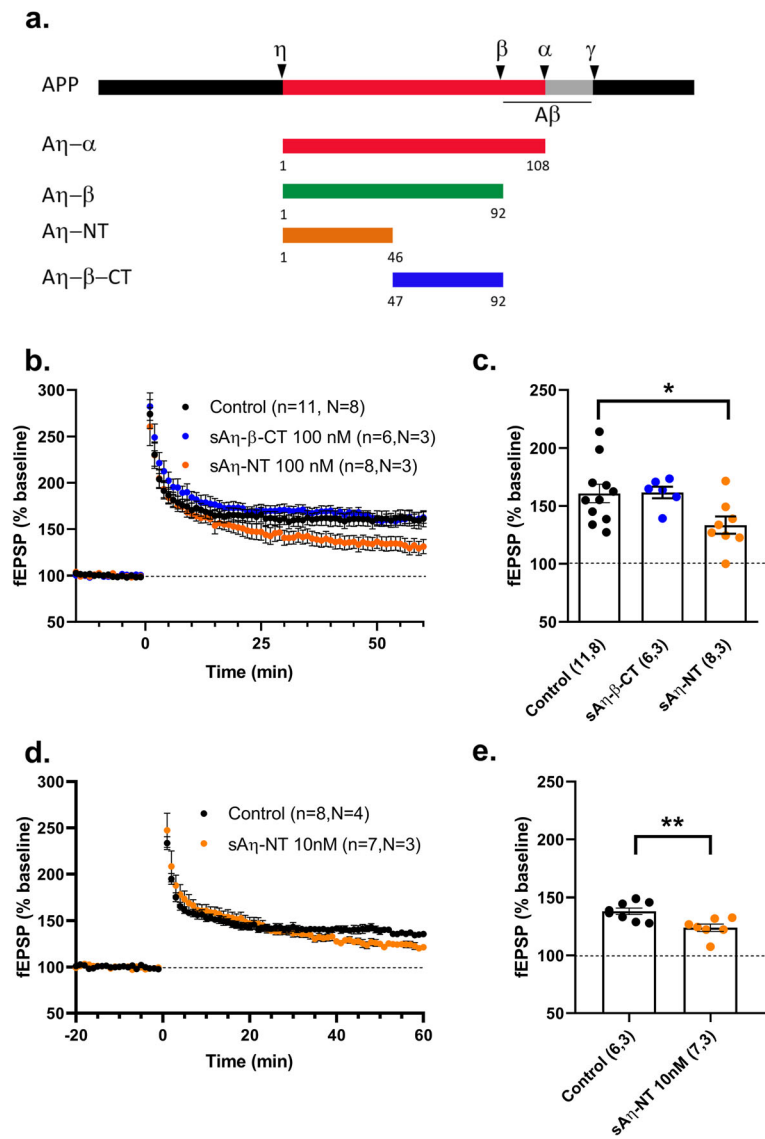 a.
η β α γ
APP
Aβ
Aη−α
1 108
Aη−β
1 92
Aη−NT
1 46
Aη−β−CT
47 92
b.
fEPSP (% baseline)
300
250
200
150
100
50
Control (n=11, N=8)
sAη-β-CT 100 nM (n=6,N=3)
sAη-NT 100 nM (n=8,N=3)
0 25 50
Time (min)
c.
fEPSP (% baseline)
250
200
150
100
50
*
Control (11,8)
sAη-β-CT (6,3)
sAη-NT (8,3)
d.
fEPSP (% baseline)
300
250
200
150
100
50
Control (n=8,N=4)
sAη-NT 10nM (n=7,N=3)
-20 0 20 40 60
Time (min)
e.
fEPSP (% baseline)
250
200
150
100
50
**
Control (6,3)
sAη-NT 10nM (7,3)